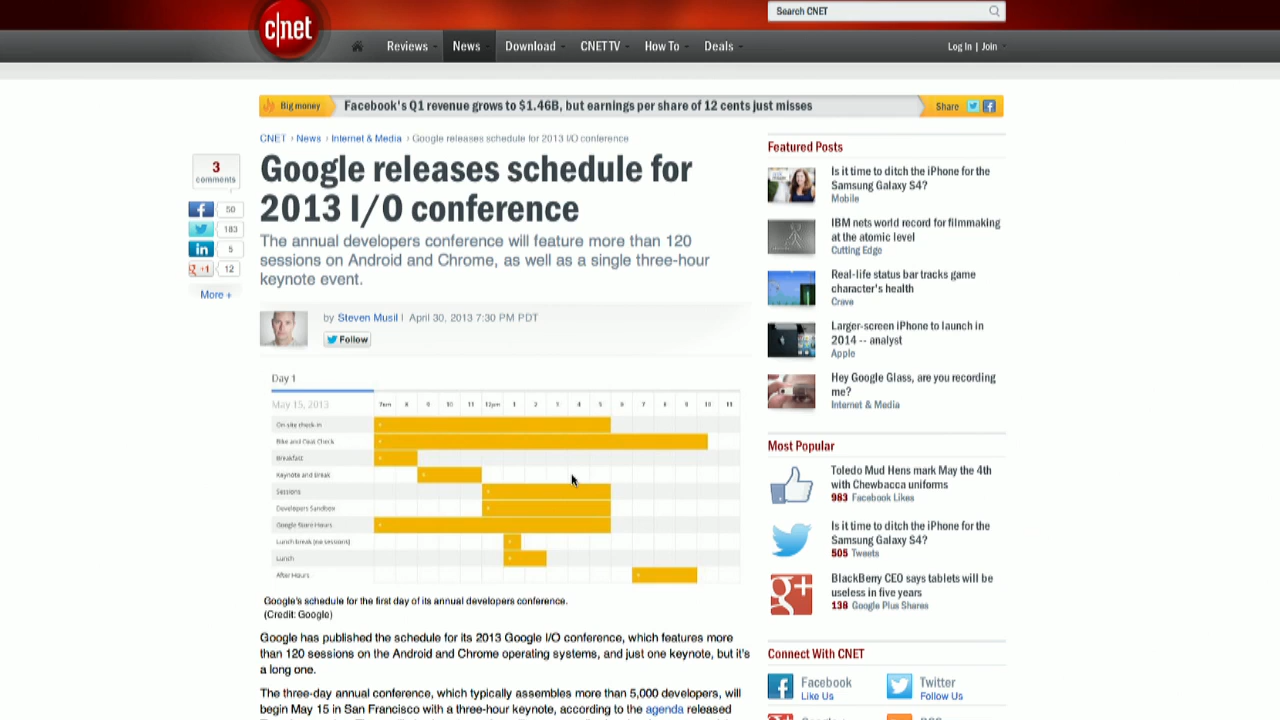 c|net
Search CNET
Reviews
News
Download
CNET TV
How To
Deals
Log In | Join
Big money
Facebook's Q1 revenue grows to $1.46B, but earnings per share of 12 cents just misses
Share
CNET › News › Internet & Media › Google releases schedule for 2013 I/O conference
3
comments
50
183
5
+1
12
More +
Google releases schedule for
2013 I/O conference
The annual developers conference will feature more than 120
sessions on Android and Chrome, as well as a single three-hour
keynote event.
by Steven Musil | April 30, 2013 7:30 PM PDT
Follow
Day 1
May 15, 2013
7am 8 9 10 11 12pm 1 2 3 4 5 6 7 8 9 10 11
On-site check-in
Bike and Coat Check
Breakfast
Keynote and break
Sessions
Developers Sandbox
Google Store Hours
Lunch break (no sessions)
Lunch
After Hours
Google's schedule for the first day of its annual developers conference.
(Credit: Google)
Google has published the schedule for its 2013 Google I/O conference, which features more
than 120 sessions on the Android and Chrome operating systems, and just one keynote, but it's
a long one.
The three-day annual conference, which typically assembles more than 5,000 developers, will
begin May 15 in San Francisco with a three-hour keynote, according to the agenda released
Featured Posts
Is it time to ditch the iPhone for the
Samsung Galaxy S4?
Mobile
IBM nets world record for filmmaking
at the atomic level
Cutting Edge
Real-life status bar tracks game
character's health
Crave
Larger-screen iPhone to launch in
2014 -- analyst
Apple
Hey Google Glass, are you recording
me?
Internet & Media
Most Popular
Toledo Mud Hens mark May the 4th
with Chewbacca uniforms
983 Facebook Likes
Is it time to ditch the iPhone for the
Samsung Galaxy S4?
505 Tweets
BlackBerry CEO says tablets will be
useless in five years
138 Google Plus Shares
Connect With CNET
Facebook
Like Us
Twitter
Follow Us